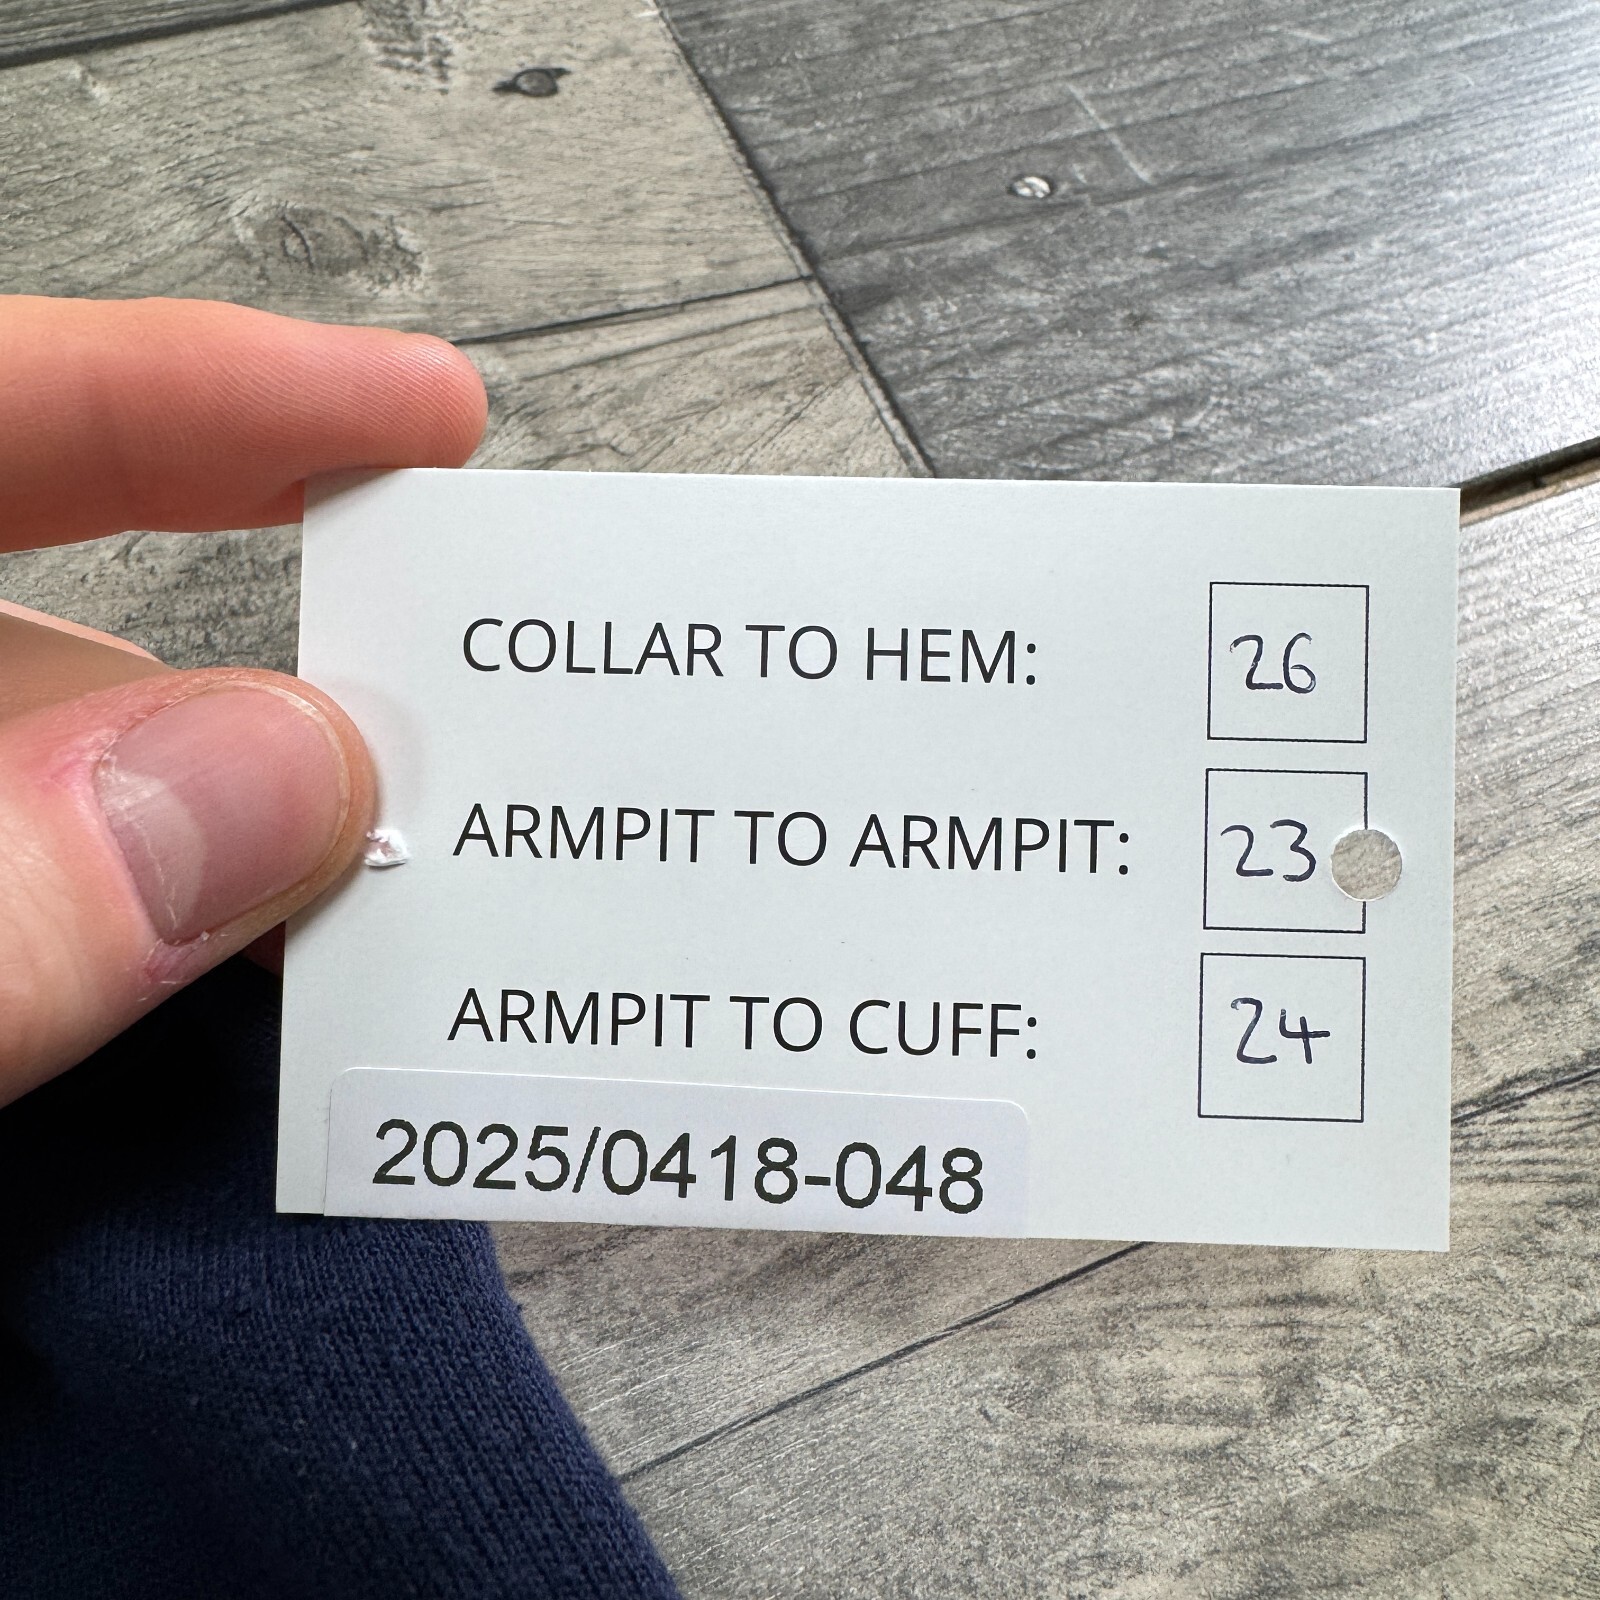 COLLAR TO HEM: 26
ARMPIT TO ARMPIT: 23
ARMPIT TO CUFF: 24
2025/0418-048